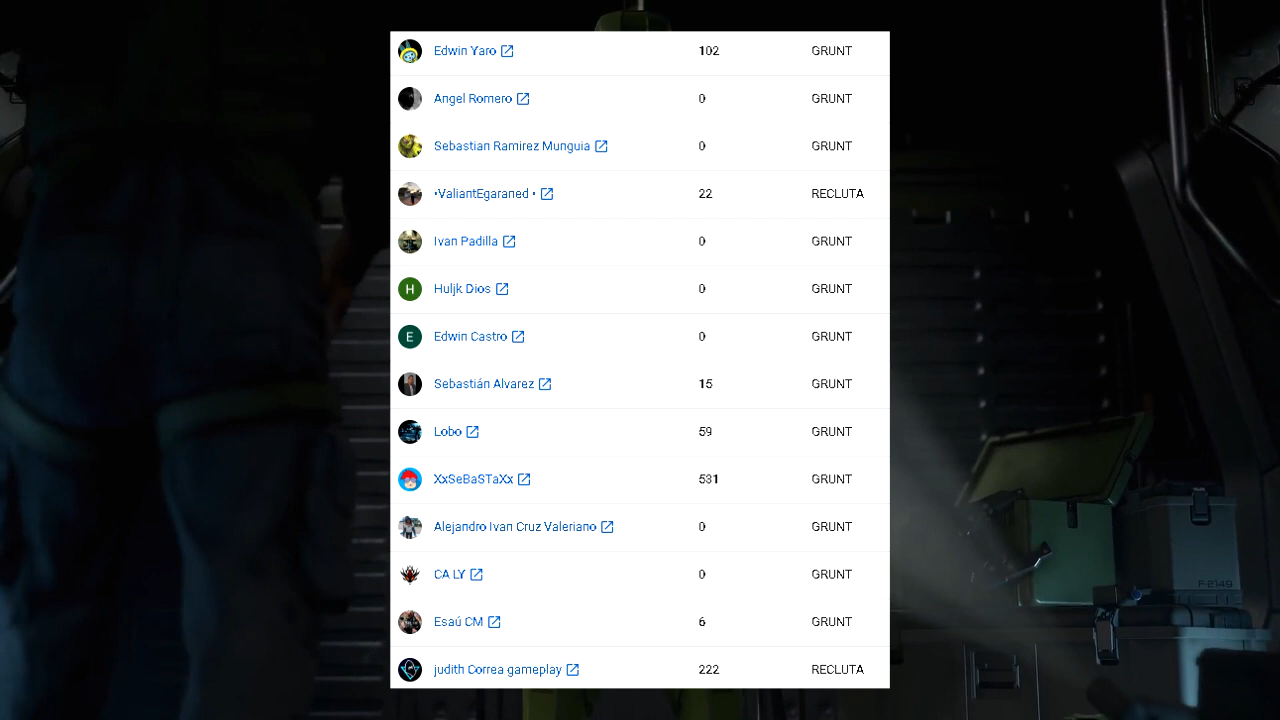 Edwin Yaro 102 GRUNT
Angel Romero 0 GRUNT
Sebastian Ramirez Munguia 0 GRUNT
•ValiantEgaraned • 22 RECLUTA
Ivan Padilla 0 GRUNT
H Huljk Dios 0 GRUNT
E Edwin Castro 0 GRUNT
Sebastián Alvarez 15 GRUNT
Lobo 59 GRUNT
XxSeBaSTaXx 531 GRUNT
Alejandro Ivan Cruz Valeriano 0 GRUNT
CA LY 0 GRUNT
P-2149
Esaú CM 6 GRUNT
judith Correa gameplay 222 RECLUTA